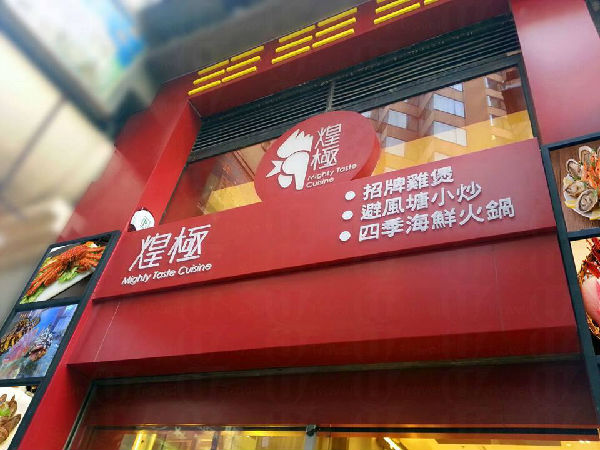 煌
極
Mighty Taste
Cuisine
煌極
Mighty Taste Cuisine
• 招牌雞煲
• 避風塘小炒
• 四季海鮮火鍋